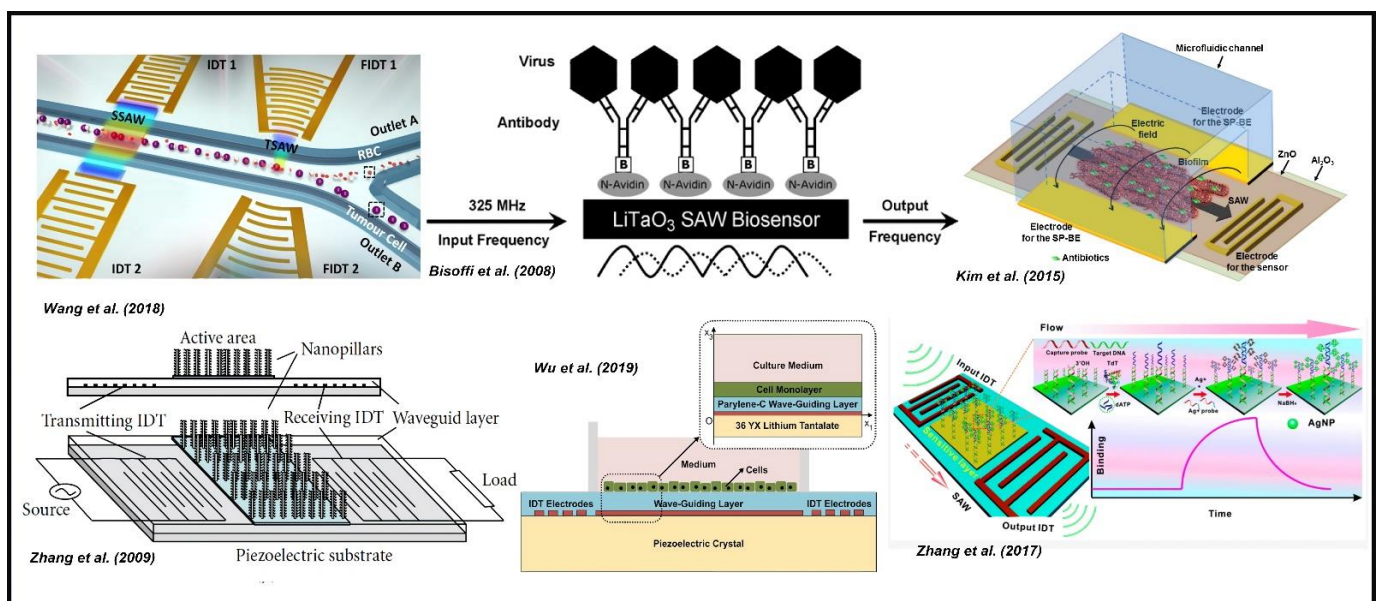 IDT 1
FIDT 1
SSAW
TSAW
Outlet A
RBC
Tumour Cell
Outlet B
IDT 2
FIDT 2
Wang et al. (2018)
Virus
Antibody
B
B
B
B
N-Avidin
N-Avidin
N-Avidin
N-Avidin
325 MHz
Input Frequency
LiTaO3 SAW Biosensor
Output
Frequency
Bisoffi et al. (2008)
Microfluidic channel
Electrode
for the SP-BE
Electric
field
Biofilm
ZnO
Al2O3
SAW
Electrode
for the SP-BE
Antibiotics
Electrode
for the sensor
Kim et al. (2015)
Active area
Nanopillars
Transmitting IDT
Receiving IDT
Waveguid layer
Source
Load
Piezoelectric substrate
Zhang et al. (2009)
Wu et al. (2019)
X3
Culture Medium
Cell Monolayer
Parylene-C Wave-Guiding Layer
O
X1
36 YX Lithium Tantalate
Medium
Cells
IDT Electrodes
Wave-Guiding Layer
IDT Electrodes
Piezoelectric Crystal
Flow
Capture probe
Target DNA
3'OH
TdT
dATP
Ag+
Ag+ probe
NaBH4
AgNP
Input IDT
Sensitive layer
SAW
Output IDT
Binding
Time
Zhang et al. (2017)